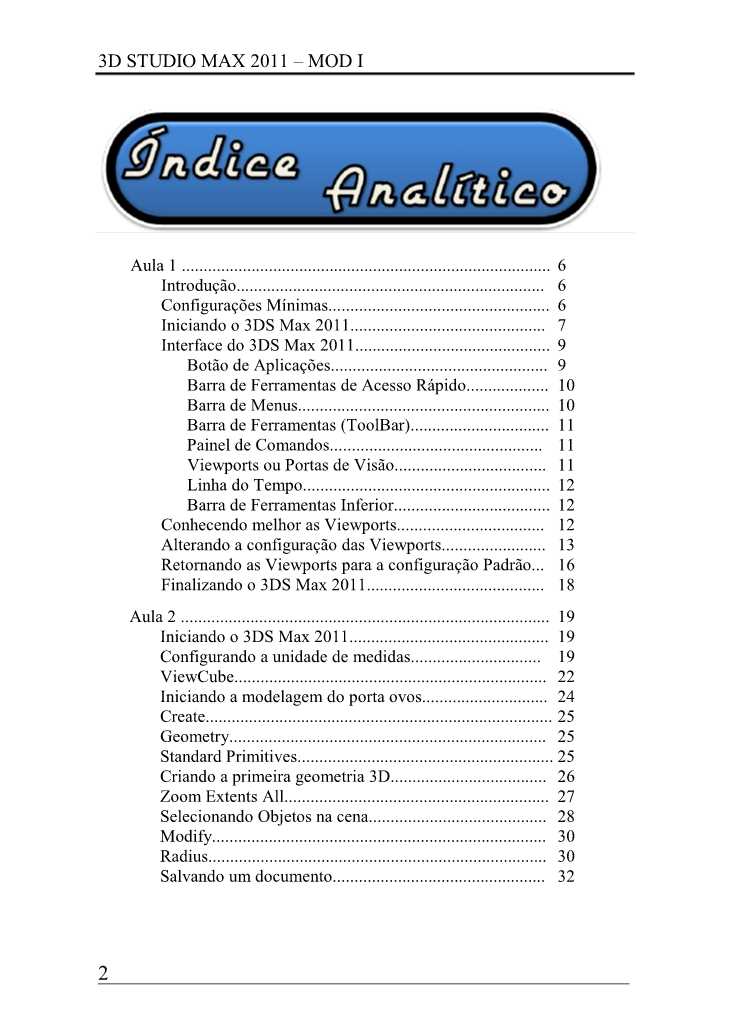 3D STUDIO MAX 2011 – MOD I
Índice Analítico
Aula 1 ..................................................................................... 6
Introdução....................................................................... 6
Configurações Mínimas................................................... 6
Iniciando o 3DS Max 2011............................................. 7
Interface do 3DS Max 2011............................................. 9
Botão de Aplicações.................................................. 9
Barra de Ferramentas de Acesso Rápido................... 10
Barra de Menus.......................................................... 10
Barra de Ferramentas (ToolBar)................................ 11
Painel de Comandos................................................. 11
Viewports ou Portas de Visão................................... 11
Linha do Tempo......................................................... 12
Barra de Ferramentas Inferior.................................... 12
Conhecendo melhor as Viewports.................................. 12
Alterando a configuração das Viewports........................ 13
Retornando as Viewports para a configuração Padrão... 16
Finalizando o 3DS Max 2011......................................... 18
Aula 2 ..................................................................................... 19
Iniciando o 3DS Max 2011.............................................. 19
Configurando a unidade de medidas.............................. 19
ViewCube........................................................................ 22
Iniciando a modelagem do porta ovos............................. 24
Create................................................................................ 25
Geometry......................................................................... 25
Standard Primitives........................................................... 25
Criando a primeira geometria 3D.................................... 26
Zoom Extents All............................................................. 27
Selecionando Objetos na cena......................................... 28
Modify............................................................................. 30
Radius.............................................................................. 30
Salvando um documento................................................. 32
2